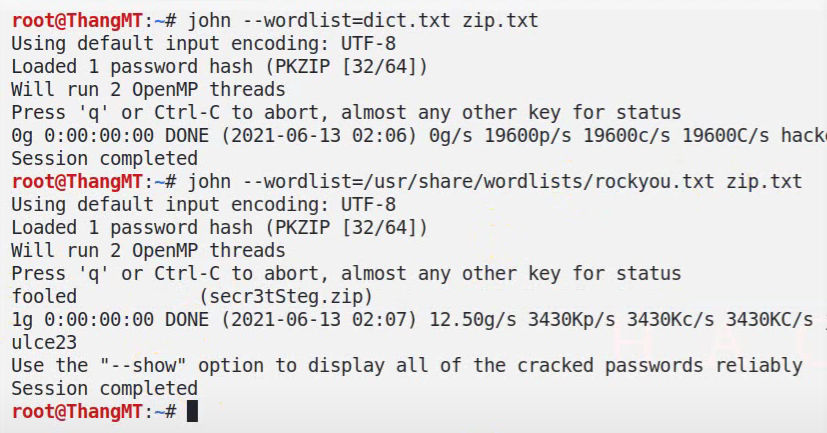 root@ThangMT:~# john --wordlist=dict.txt zip.txt
Using default input encoding: UTF-8
Loaded 1 password hash (PKZIP [32/64])
Will run 2 OpenMP threads
Press 'q' or Ctrl-C to abort, almost any other key for status
0g 0:00:00:00 DONE (2021-06-13 02:06) 0g/s 19600p/s 19600c/s 19600C/s hack
Session completed
root@ThangMT:~# john --wordlist=/usr/share/wordlists/rockyou.txt zip.txt
Using default input encoding: UTF-8
Loaded 1 password hash (PKZIP [32/64])
Will run 2 OpenMP threads
Press 'q' or Ctrl-C to abort, almost any other key for status
fooled           (secr3tSteg.zip)
1g 0:00:00:00 DONE (2021-06-13 02:07) 12.50g/s 3430Kp/s 3430Kc/s 3430KC/s
ulce23
Use the "--show" option to display all of the cracked passwords reliably
Session completed
root@ThangMT:~#